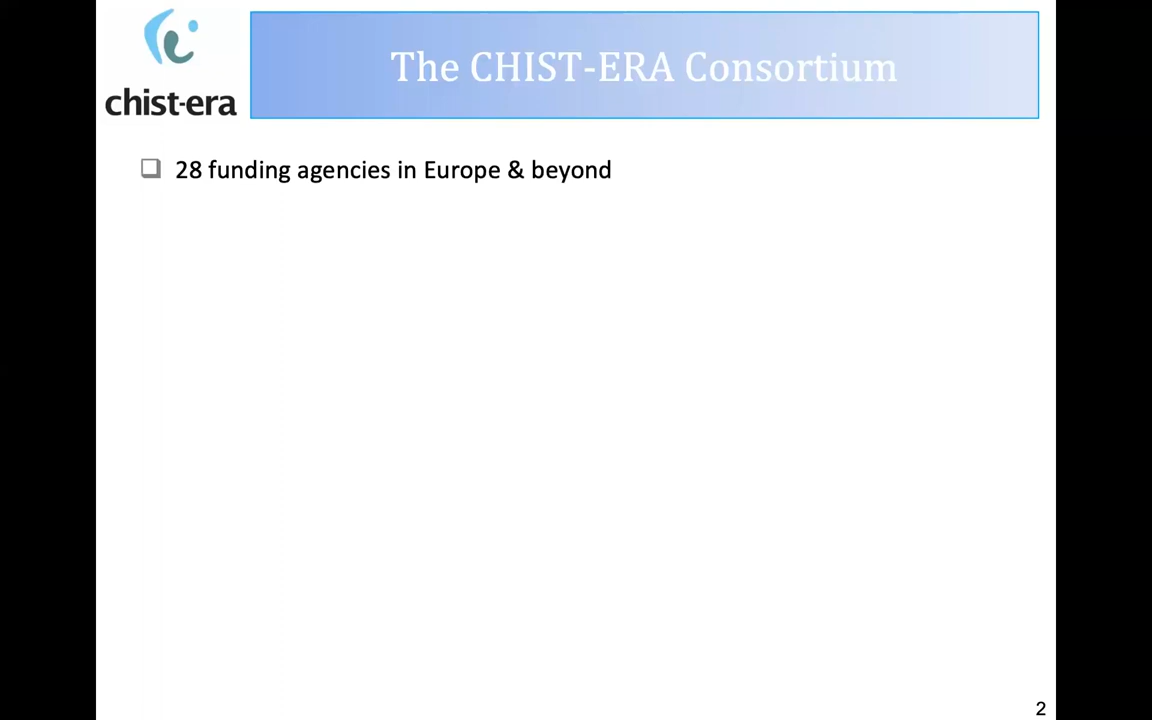 chist-era
The CHIST-ERA Consortium
28 funding agencies in Europe & beyond
2